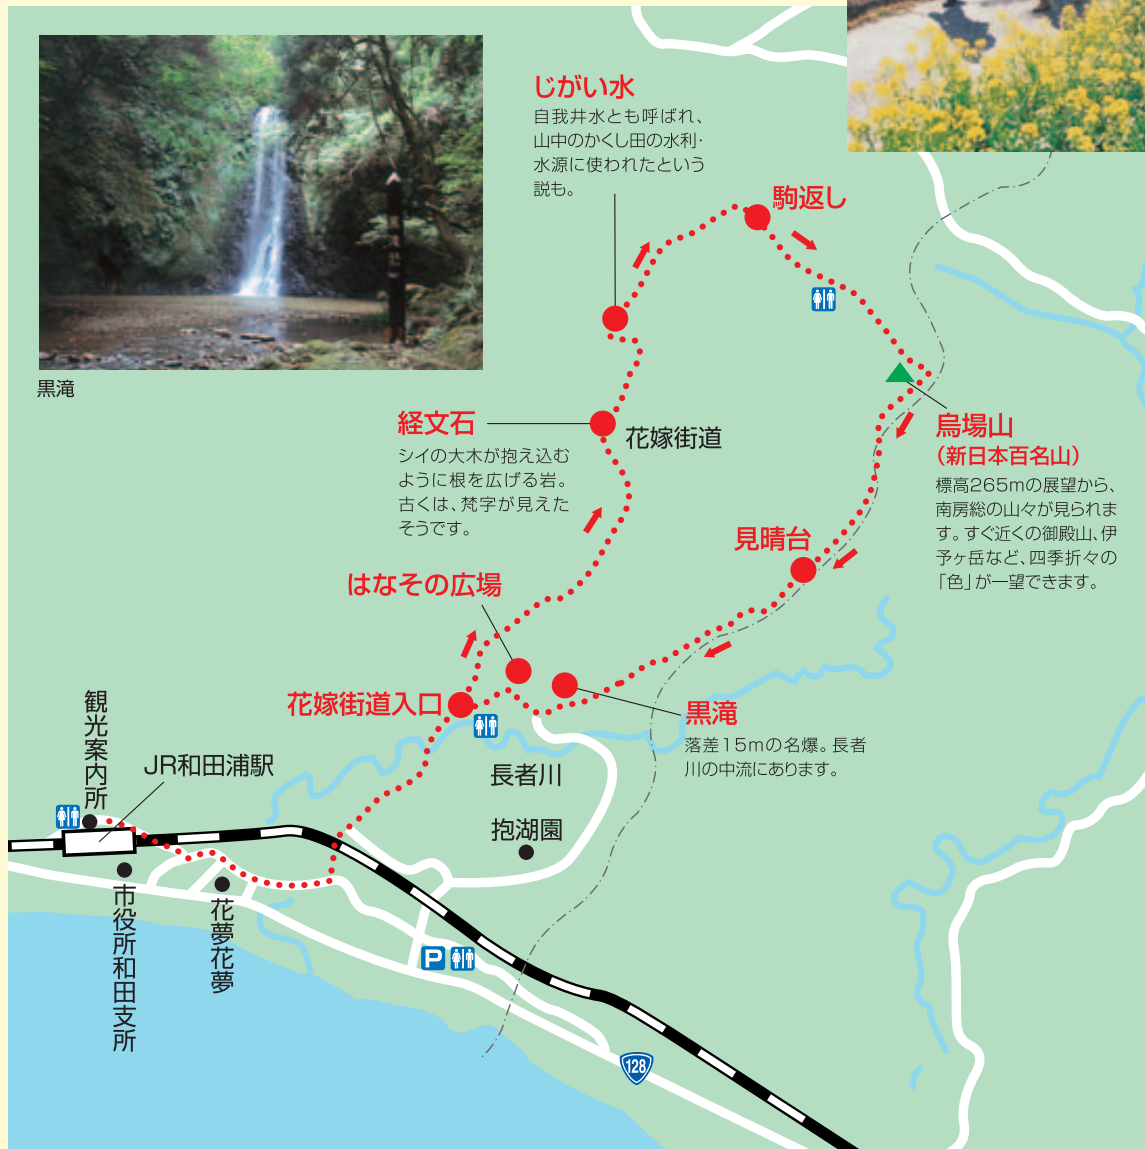 じがい水
自我井水とも呼ばれ、
山中のかくし田の水利・
水源に使われたという
説も。
駒返し
黒滝
経文石
シイの大木が抱え込む
ように根を広げる岩。
古くは、梵字が見えた
そうです。
花嫁街道
烏場山
(新日本百名山)
標高265mの展望から、
南房総の山々が見られま
す。すぐ近くの御殿山、伊
予ヶ岳など、四季折々の
「色」が一望できます。
見晴台
はなその広場
花嫁街道入口
黒滝
落差15mの名爆。長者
川の中流にあります。
観光案内所
JR和田浦駅
長者川
抱湖園
市役所和田支所
花夢花夢
P
128